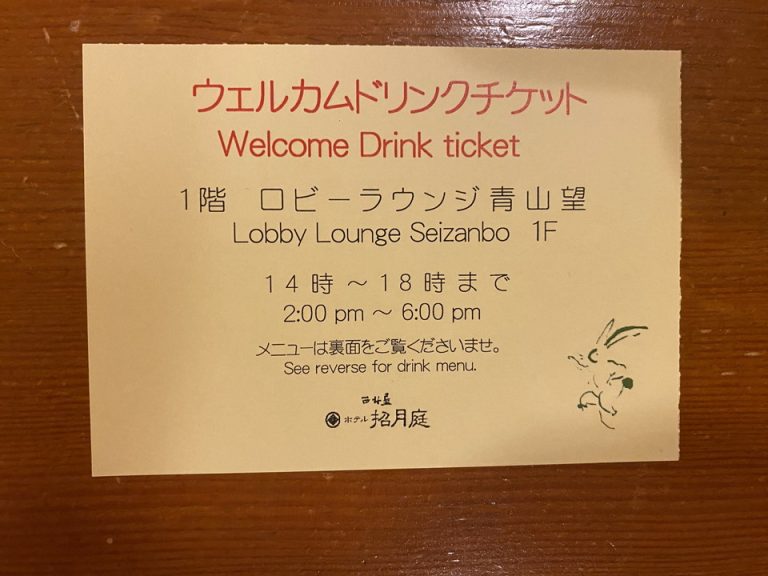 ウェルカムドリンクチケット
Welcome Drink ticket
1階 ロビーラウンジ青山望
Lobby Lounge Seizanbo 1F
14時～18時まで
2:00 pm ～ 6:00 pm
メニューは裏面をご覧くださいませ。
See reverse for drink menu.
西村屋
ホテル 招月庭